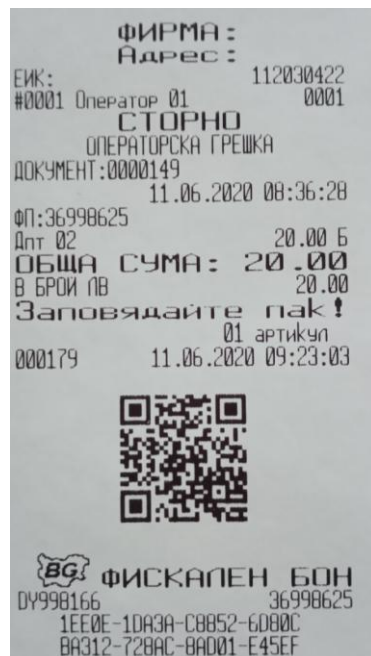 ФИРМА:
Адрес:
ЕИК: 112030422
#0001 Оператор 01 0001
СТОРНО
ОПЕРАТОРСКА ГРЕШКА
ДОКУМЕНТ:0000149
11.06.2020 08:36:28
ФП:36998625
Дпт 02 20.00 Б
ОБЩА СУМА: 20.00
В БРОЙ ЛВ 20.00
Заповядайте пак!
01 артикул
000179 11.06.2020 09:23:03
BG ФИСКАЛЕН БОН
DY998166 36998625
1EE0E-1DA3A-C8852-6D80C
BA312-728AC-8AD01-E45EF